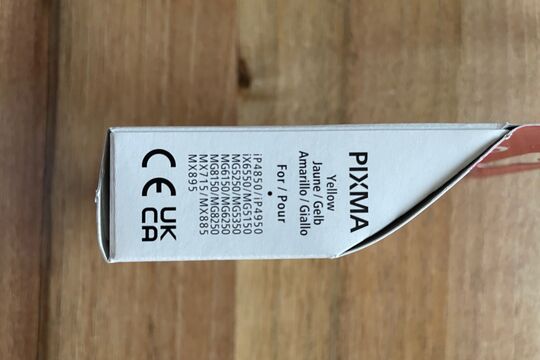 PIXMA
Yellow
Jaune / Gelb
Amarillo / Giallo
For / Pour
iP4850/iP4950
iX6550/MG5150
MG5250/MG5350
MG6150/MG6250
MG8150/MG8250
MX715/MX885
MX895
CE UK
CA